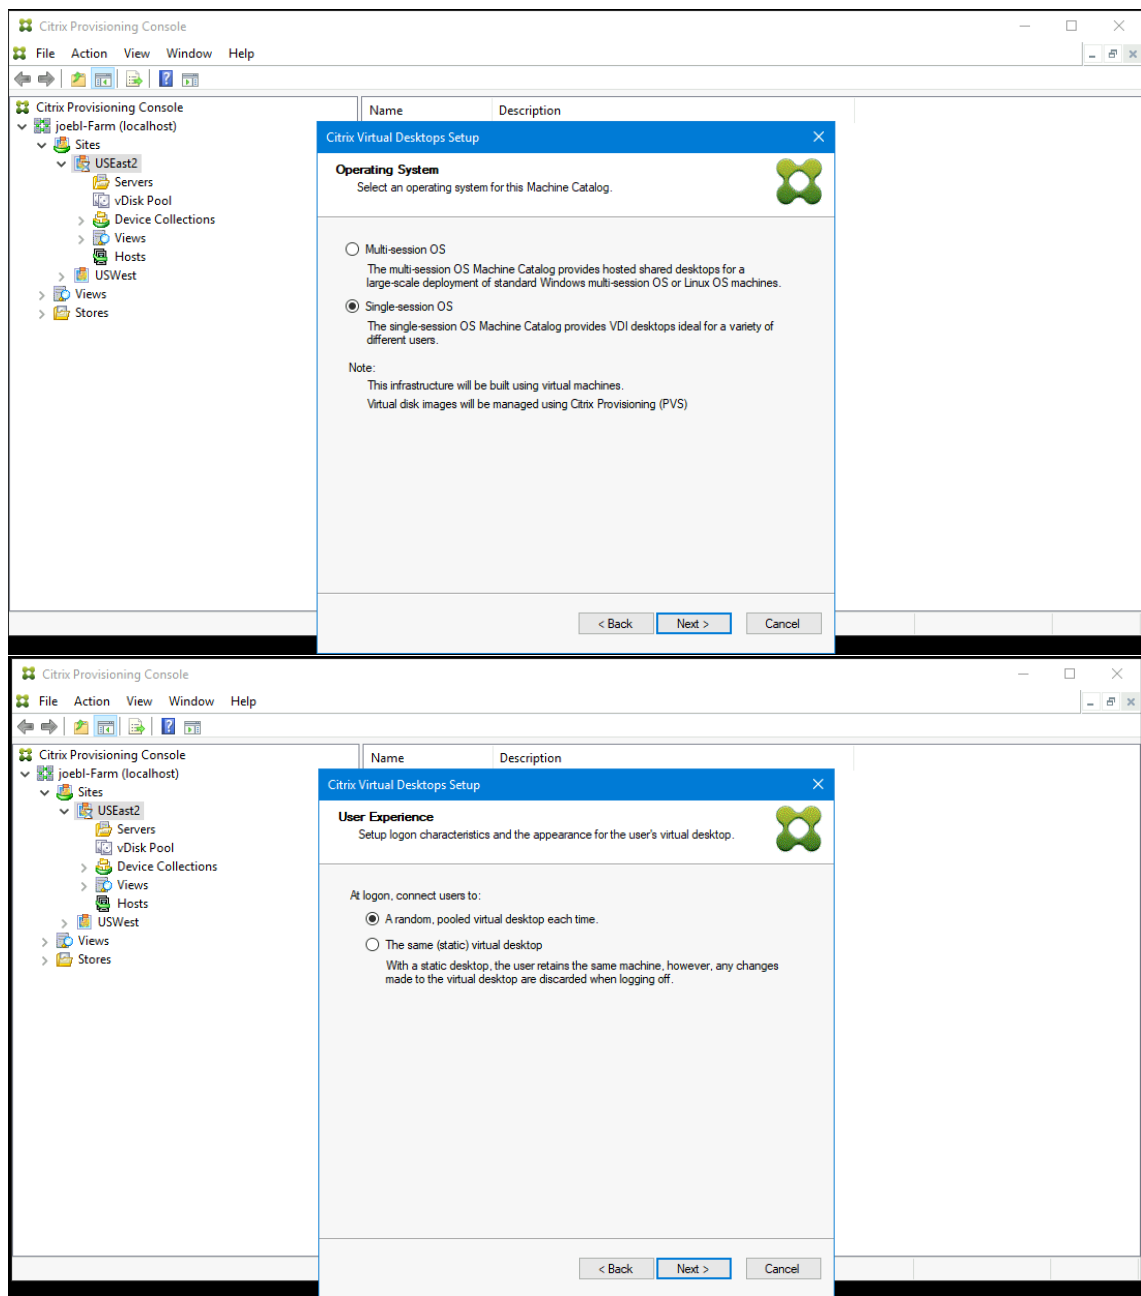 Citrix Provisioning Console
File Action View Window Help
Citrix Provisioning Console
joebl-Farm (localhost)
Sites
USEast2
Servers
vDisk Pool
Device Collections
Views
Hosts
USWest
Views
Stores
Name Description
Citrix Virtual Desktops Setup
Operating System
Select an operating system for this Machine Catalog.
Multi-session OS
The multi-session OS Machine Catalog provides hosted shared desktops for a
large-scale deployment of standard Windows multi-session OS or Linux OS machines.
Single-session OS
The single-session OS Machine Catalog provides VDI desktops ideal for a variety of
different users.
Note:
This infrastructure will be built using virtual machines.
Virtual disk images will be managed using Citrix Provisioning (PVS)
< Back Next > Cancel
Citrix Provisioning Console
File Action View Window Help
Citrix Provisioning Console
joebl-Farm (localhost)
Sites
USEast2
Servers
vDisk Pool
Device Collections
Views
Hosts
USWest
Views
Stores
Name Description
Citrix Virtual Desktops Setup
User Experience
Setup logon characteristics and the appearance for the user's virtual desktop.
At logon, connect users to:
A random, pooled virtual desktop each time.
The same (static) virtual desktop
With a static desktop, the user retains the same machine, however, any changes
made to the virtual desktop are discarded when logging off.
< Back Next > Cancel